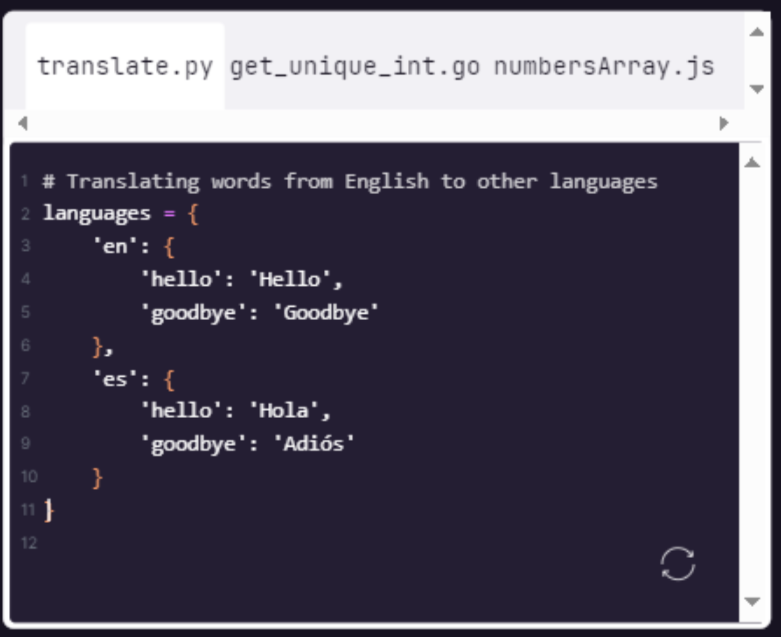 translate.py get_unique_int.go numbersArray.js
1 # Translating words from English to other languages
2 languages = {
3     'en': {
4         'hello': 'Hello',
5         'goodbye': 'Goodbye'
6     },
7     'es': {
8         'hello': 'Hola',
9         'goodbye': 'Adiós'
10     }
11 }
12